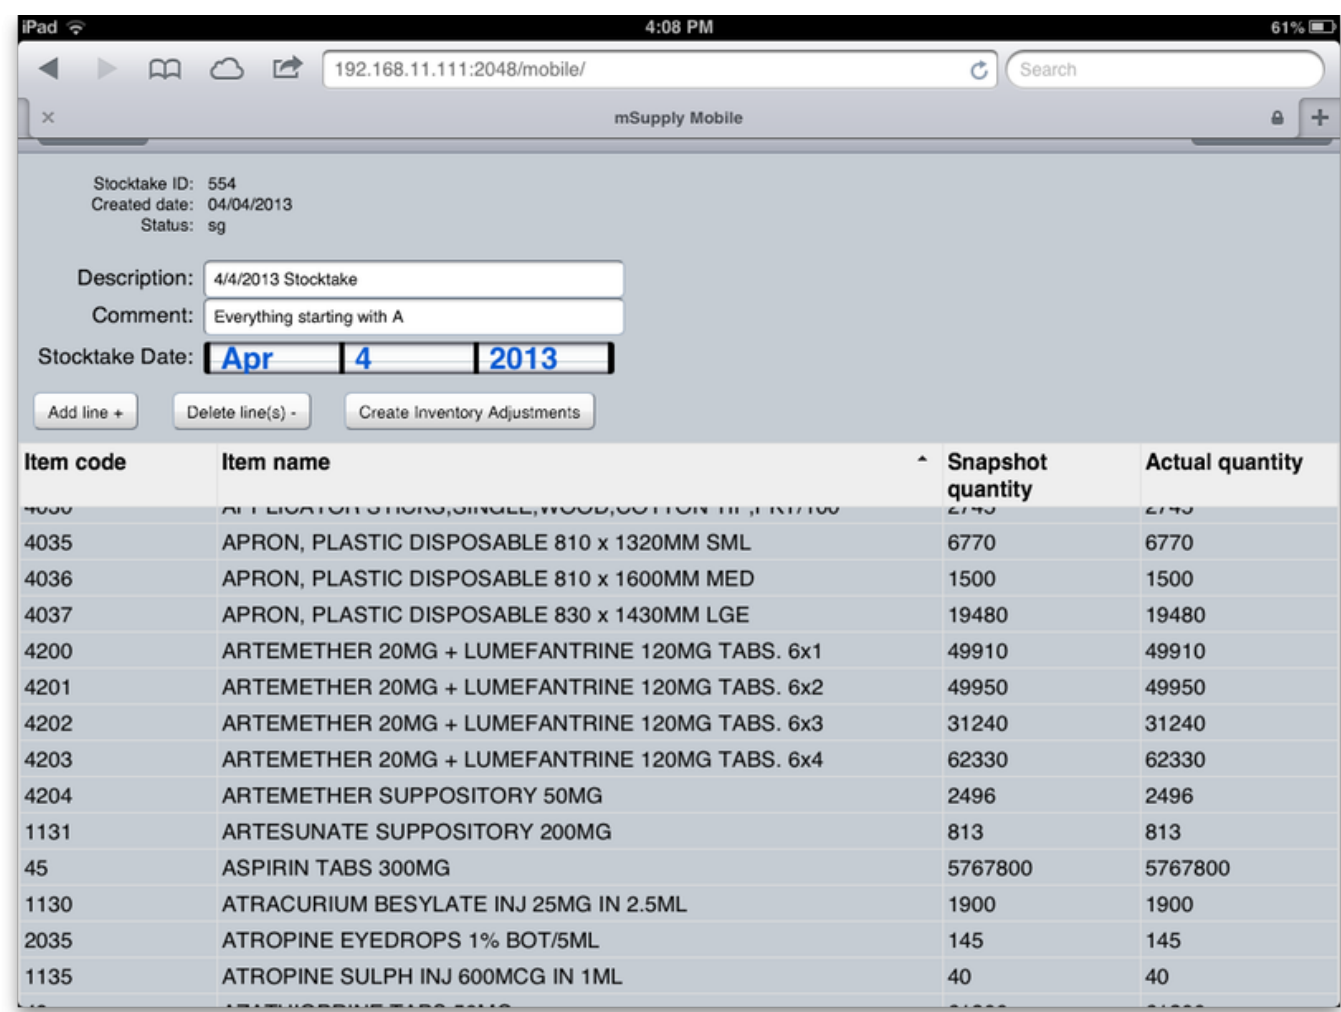 iPad 4:08 PM 61%
192.168.11.111:2048/mobile/ Search
mSupply Mobile
Stocktake ID: 554
Created date: 04/04/2013
Status: sg
Description: 4/4/2013 Stocktake
Comment: Everything starting with A
Stocktake Date: Apr 4 2013
Add line + Delete line(s) - Create Inventory Adjustments
Item code Item name Snapshot quantity Actual quantity
4035 APRON, PLASTIC DISPOSABLE 810 x 1320MM SML 6770 6770
4036 APRON, PLASTIC DISPOSABLE 810 x 1600MM MED 1500 1500
4037 APRON, PLASTIC DISPOSABLE 830 x 1430MM LGE 19480 19480
4200 ARTEMETHER 20MG + LUMEFANTRINE 120MG TABS. 6x1 49910 49910
4201 ARTEMETHER 20MG + LUMEFANTRINE 120MG TABS. 6x2 49950 49950
4202 ARTEMETHER 20MG + LUMEFANTRINE 120MG TABS. 6x3 31240 31240
4203 ARTEMETHER 20MG + LUMEFANTRINE 120MG TABS. 6x4 62330 62330
4204 ARTEMETHER SUPPOSITORY 50MG 2496 2496
1131 ARTESUNATE SUPPOSITORY 200MG 813 813
45 ASPIRIN TABS 300MG 5767800 5767800
1130 ATRACURIUM BESYLATE INJ 25MG IN 2.5ML 1900 1900
2035 ATROPINE EYEDROPS 1% BOT/5ML 145 145
1135 ATROPINE SULPH INJ 600MCG IN 1ML 40 40